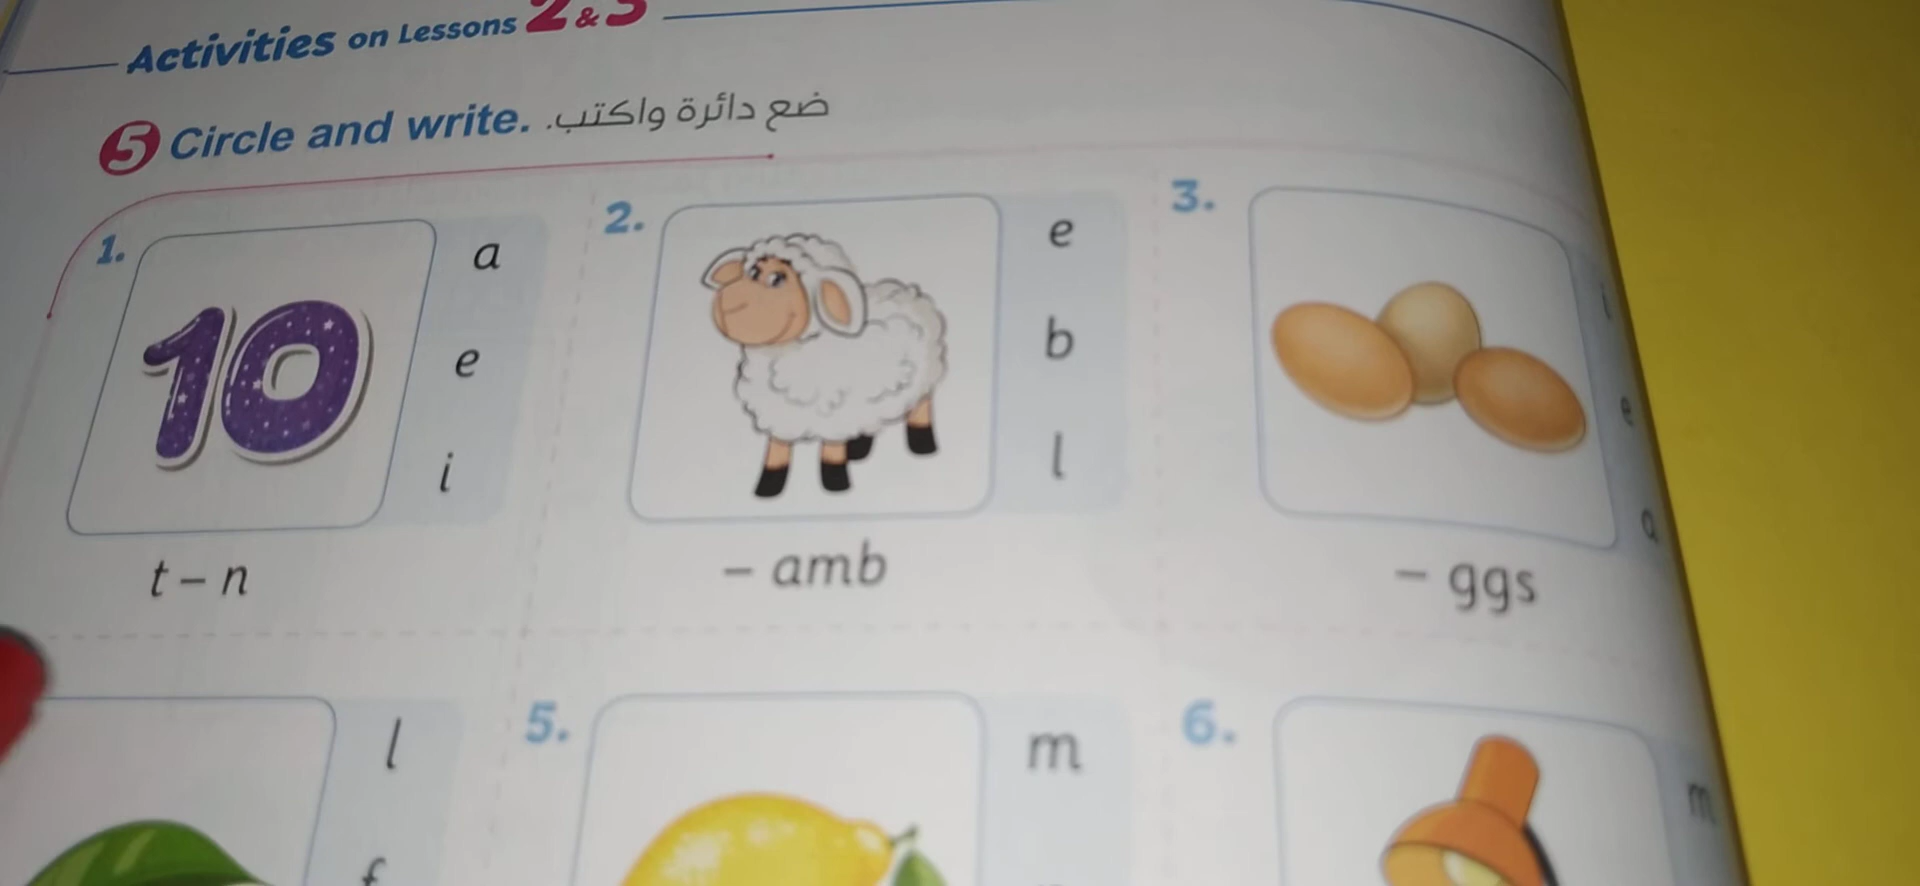 Activities on Lessons 2 & 3
5 Circle and write. ضع دائرة واكتب.
1.
10
a
e
i
t – n
2.
e
b
l
– amb
3.
i
e
a
– ggs
l
f
5.
m
6.
m